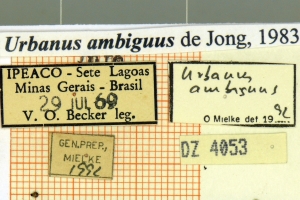 Urbanus ambiguus de Jong, 1983
IPEACO - Sete Lagoas
Minas Gerais - Brasil
29 JUL 69
V. O. Becker leg.
Urbanus
ambiguus
O Mielke det 19..... 92
GEN. PREP.,
MIELKE
1992
DZ 4053